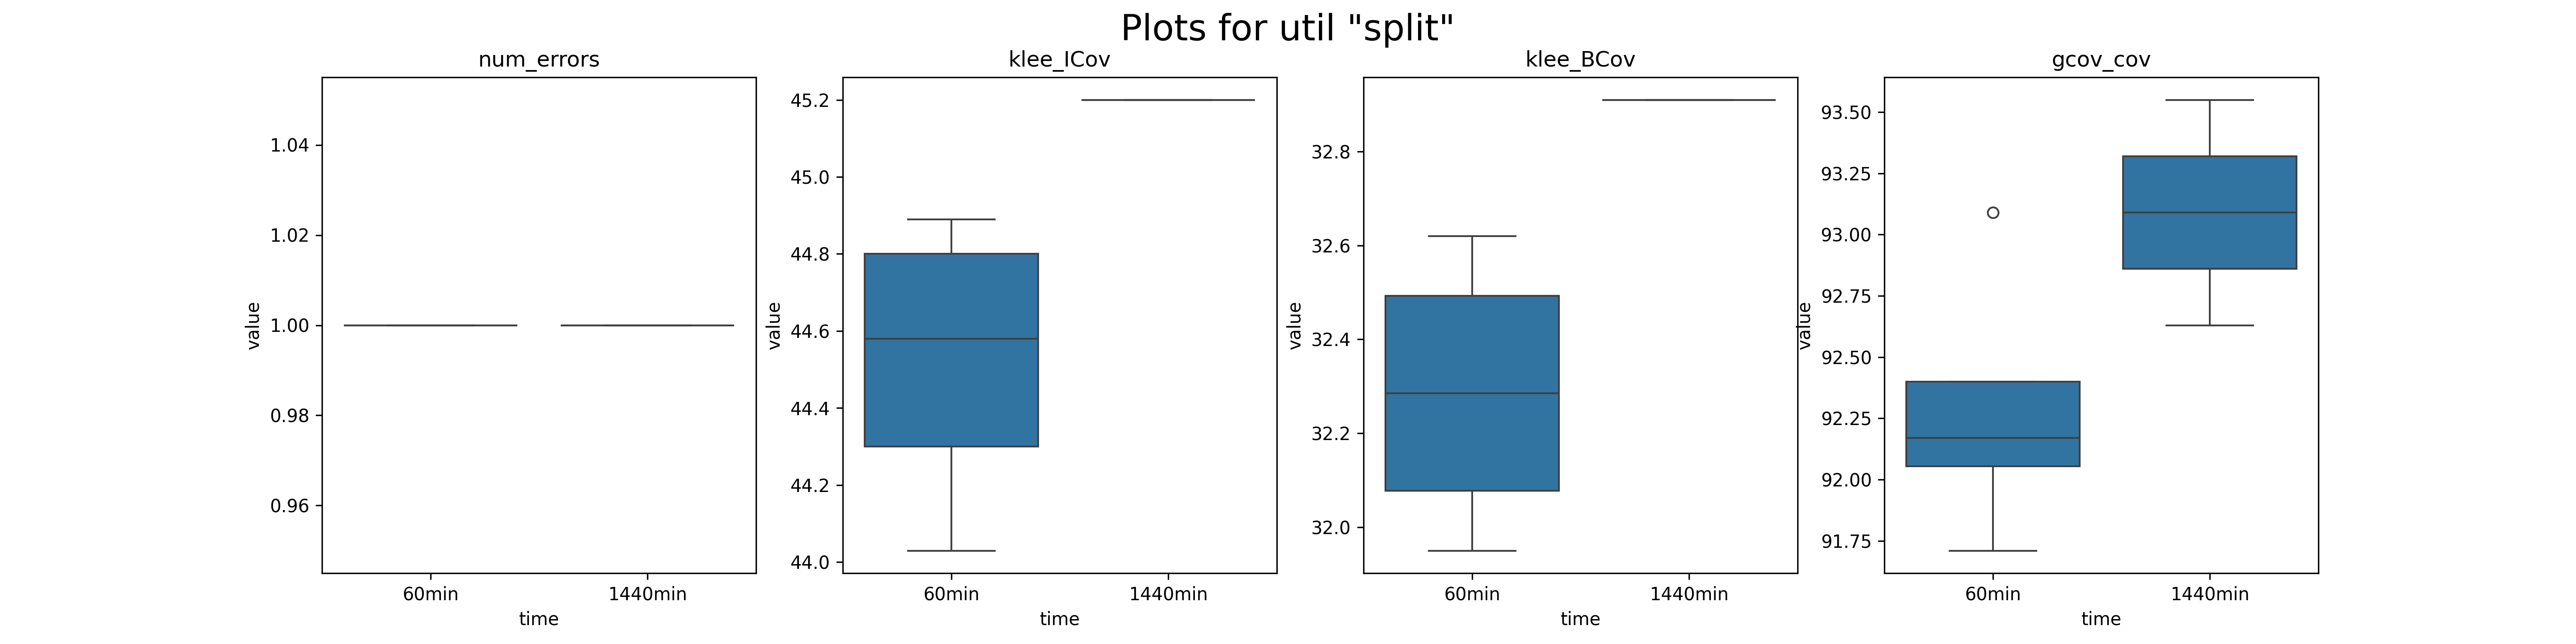 Plots for util "split"
num_errors
1.04
1.02
1.00
0.98
0.96
value
60min
1440min
time
klee_ICov
45.2
45.0
44.8
44.6
44.4
44.2
44.0
value
60min
1440min
time
klee_BCov
32.8
32.6
32.4
32.2
32.0
value
60min
1440min
time
gcov_cov
93.50
93.25
93.00
92.75
92.50
92.25
92.00
91.75
value
60min
1440min
time